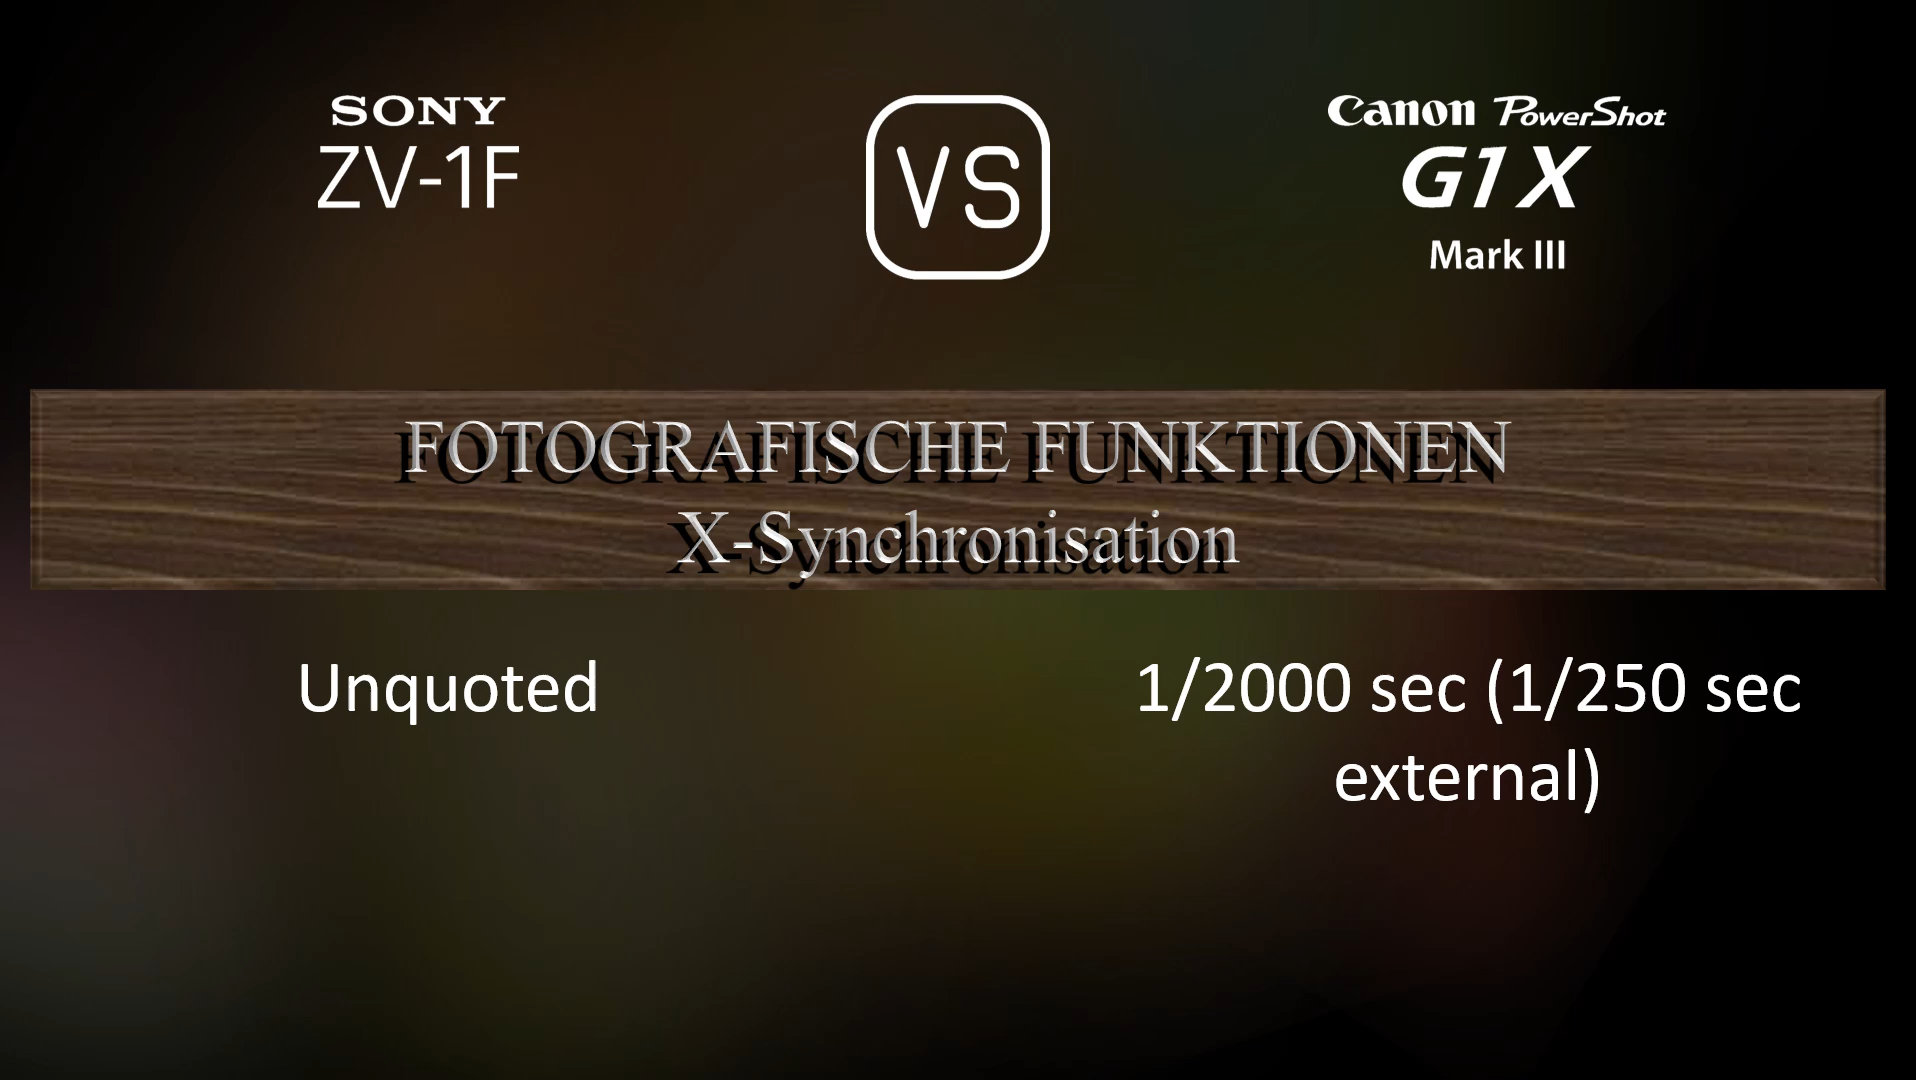 SONY
ZV-1F
VS
Canon PowerShot
G1 X
Mark III
FOTOGRAFISCHE FUNKTIONEN
X-Synchronisation
Unquoted
1/2000 sec (1/250 sec
external)